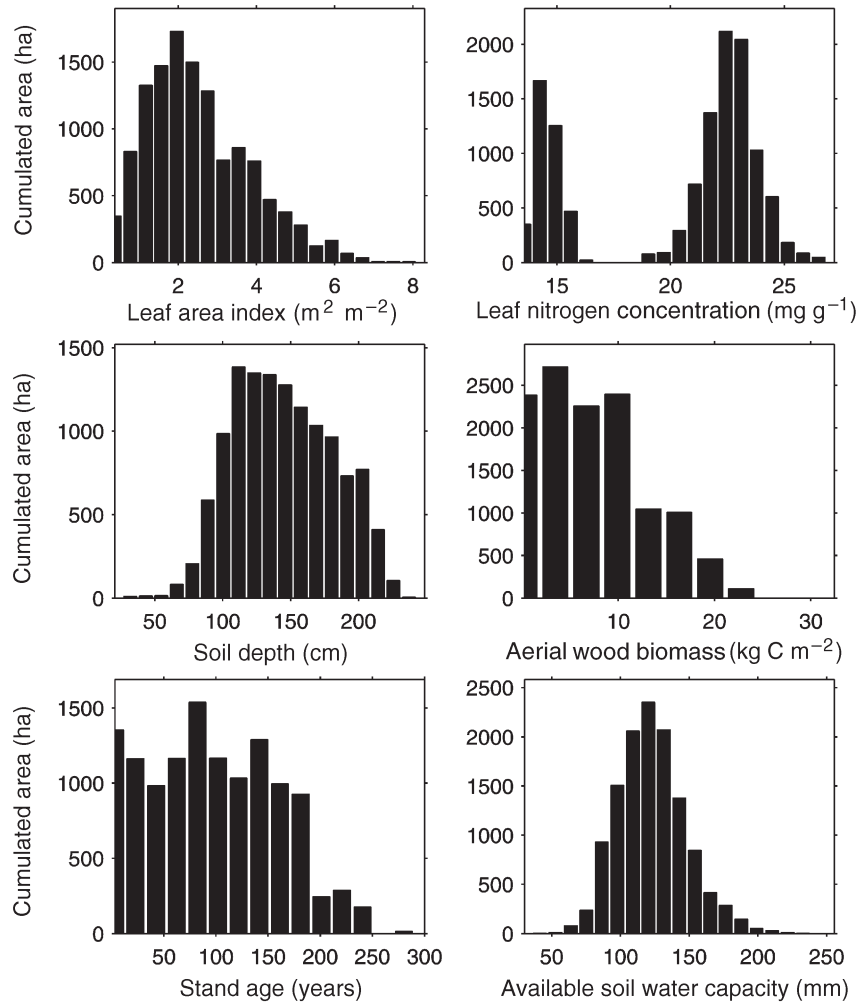 Cumulated area (ha)
1500
1000
500
0
2 4 6 8
Leaf area index (m² m⁻²)
2000
1500
1000
500
0
15 20 25
Leaf nitrogen concentration (mg g⁻¹)
Cumulated area (ha)
1500
1000
500
0
50 100 150 200
Soil depth (cm)
2500
2000
1500
1000
500
0
10 20 30
Aerial wood biomass (kg C m⁻²)
Cumulated area (ha)
1500
1000
500
0
50 100 150 200 250 300
Stand age (years)
2500
2000
1500
1000
500
0
50 100 150 200 250
Available soil water capacity (mm)